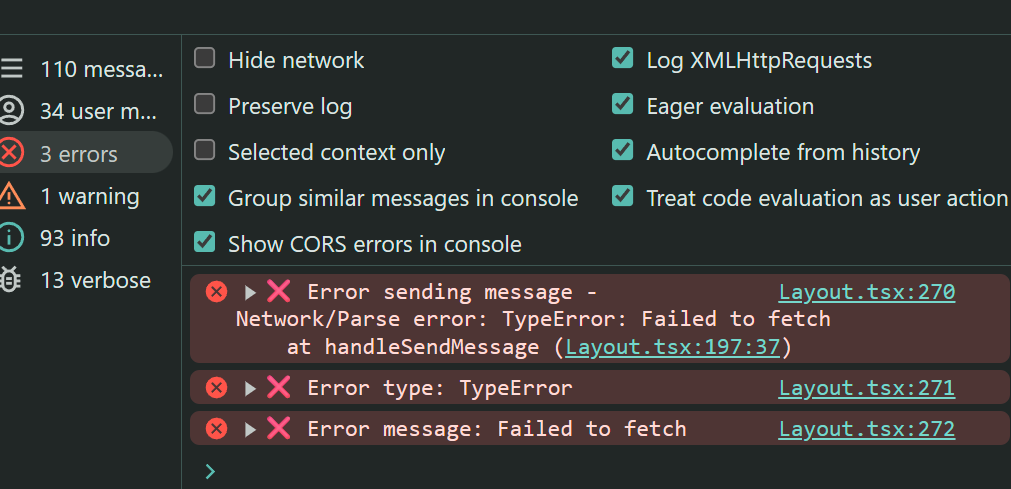 110 messa...
34 user m...
3 errors
1 warning
93 info
13 verbose
Hide network
Log XMLHttpRequests
Preserve log
Eager evaluation
Selected context only
Autocomplete from history
Group similar messages in console
Treat code evaluation as user action
Show CORS errors in console
❌ Error sending message - Layout.tsx:270
Network/Parse error: TypeError: Failed to fetch
at handleSendMessage (Layout.tsx:197:37)
❌ Error type: TypeError Layout.tsx:271
❌ Error message: Failed to fetch Layout.tsx:272